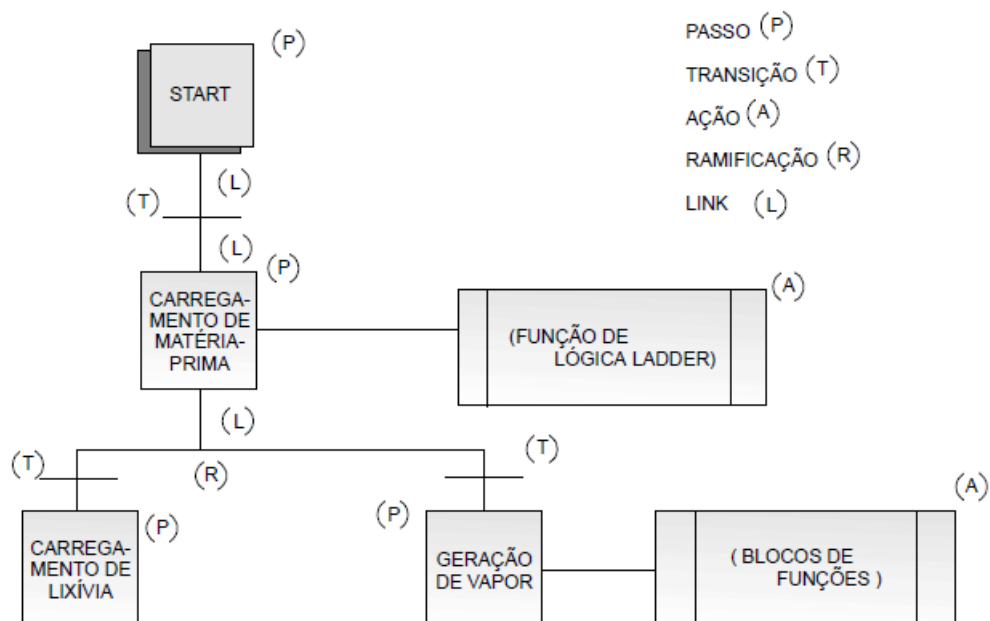 (P)
START
(L)
(T)
(L)
(P)
CARREGA-
MENTO DE
MATÉRIA-
PRIMA
(A)
(FUNÇÃO DE
LÓGICA LADDER)
(L)
(T)
(R)
(T)
(P)
CARREGA-
MENTO DE
LIXÍVIA
(P)
GERAÇÃO
DE VAPOR
(A)
( BLOCOS DE
FUNÇÕES )
PASSO (P)
TRANSIÇÃO (T)
AÇÃO (A)
RAMIFICAÇÃO (R)
LINK (L)